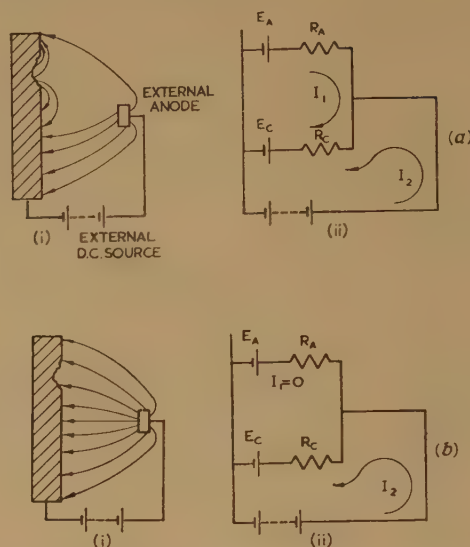 EXTERNAL
ANODE
(i)
EXTERNAL
D.C. SOURCE
E_A
R_A
I_1
E_C
R_C
I_2
(ii)
(a)
(i)
E_A
R_A
I_1=0
E_C
R_C
I_2
(ii)
(b)